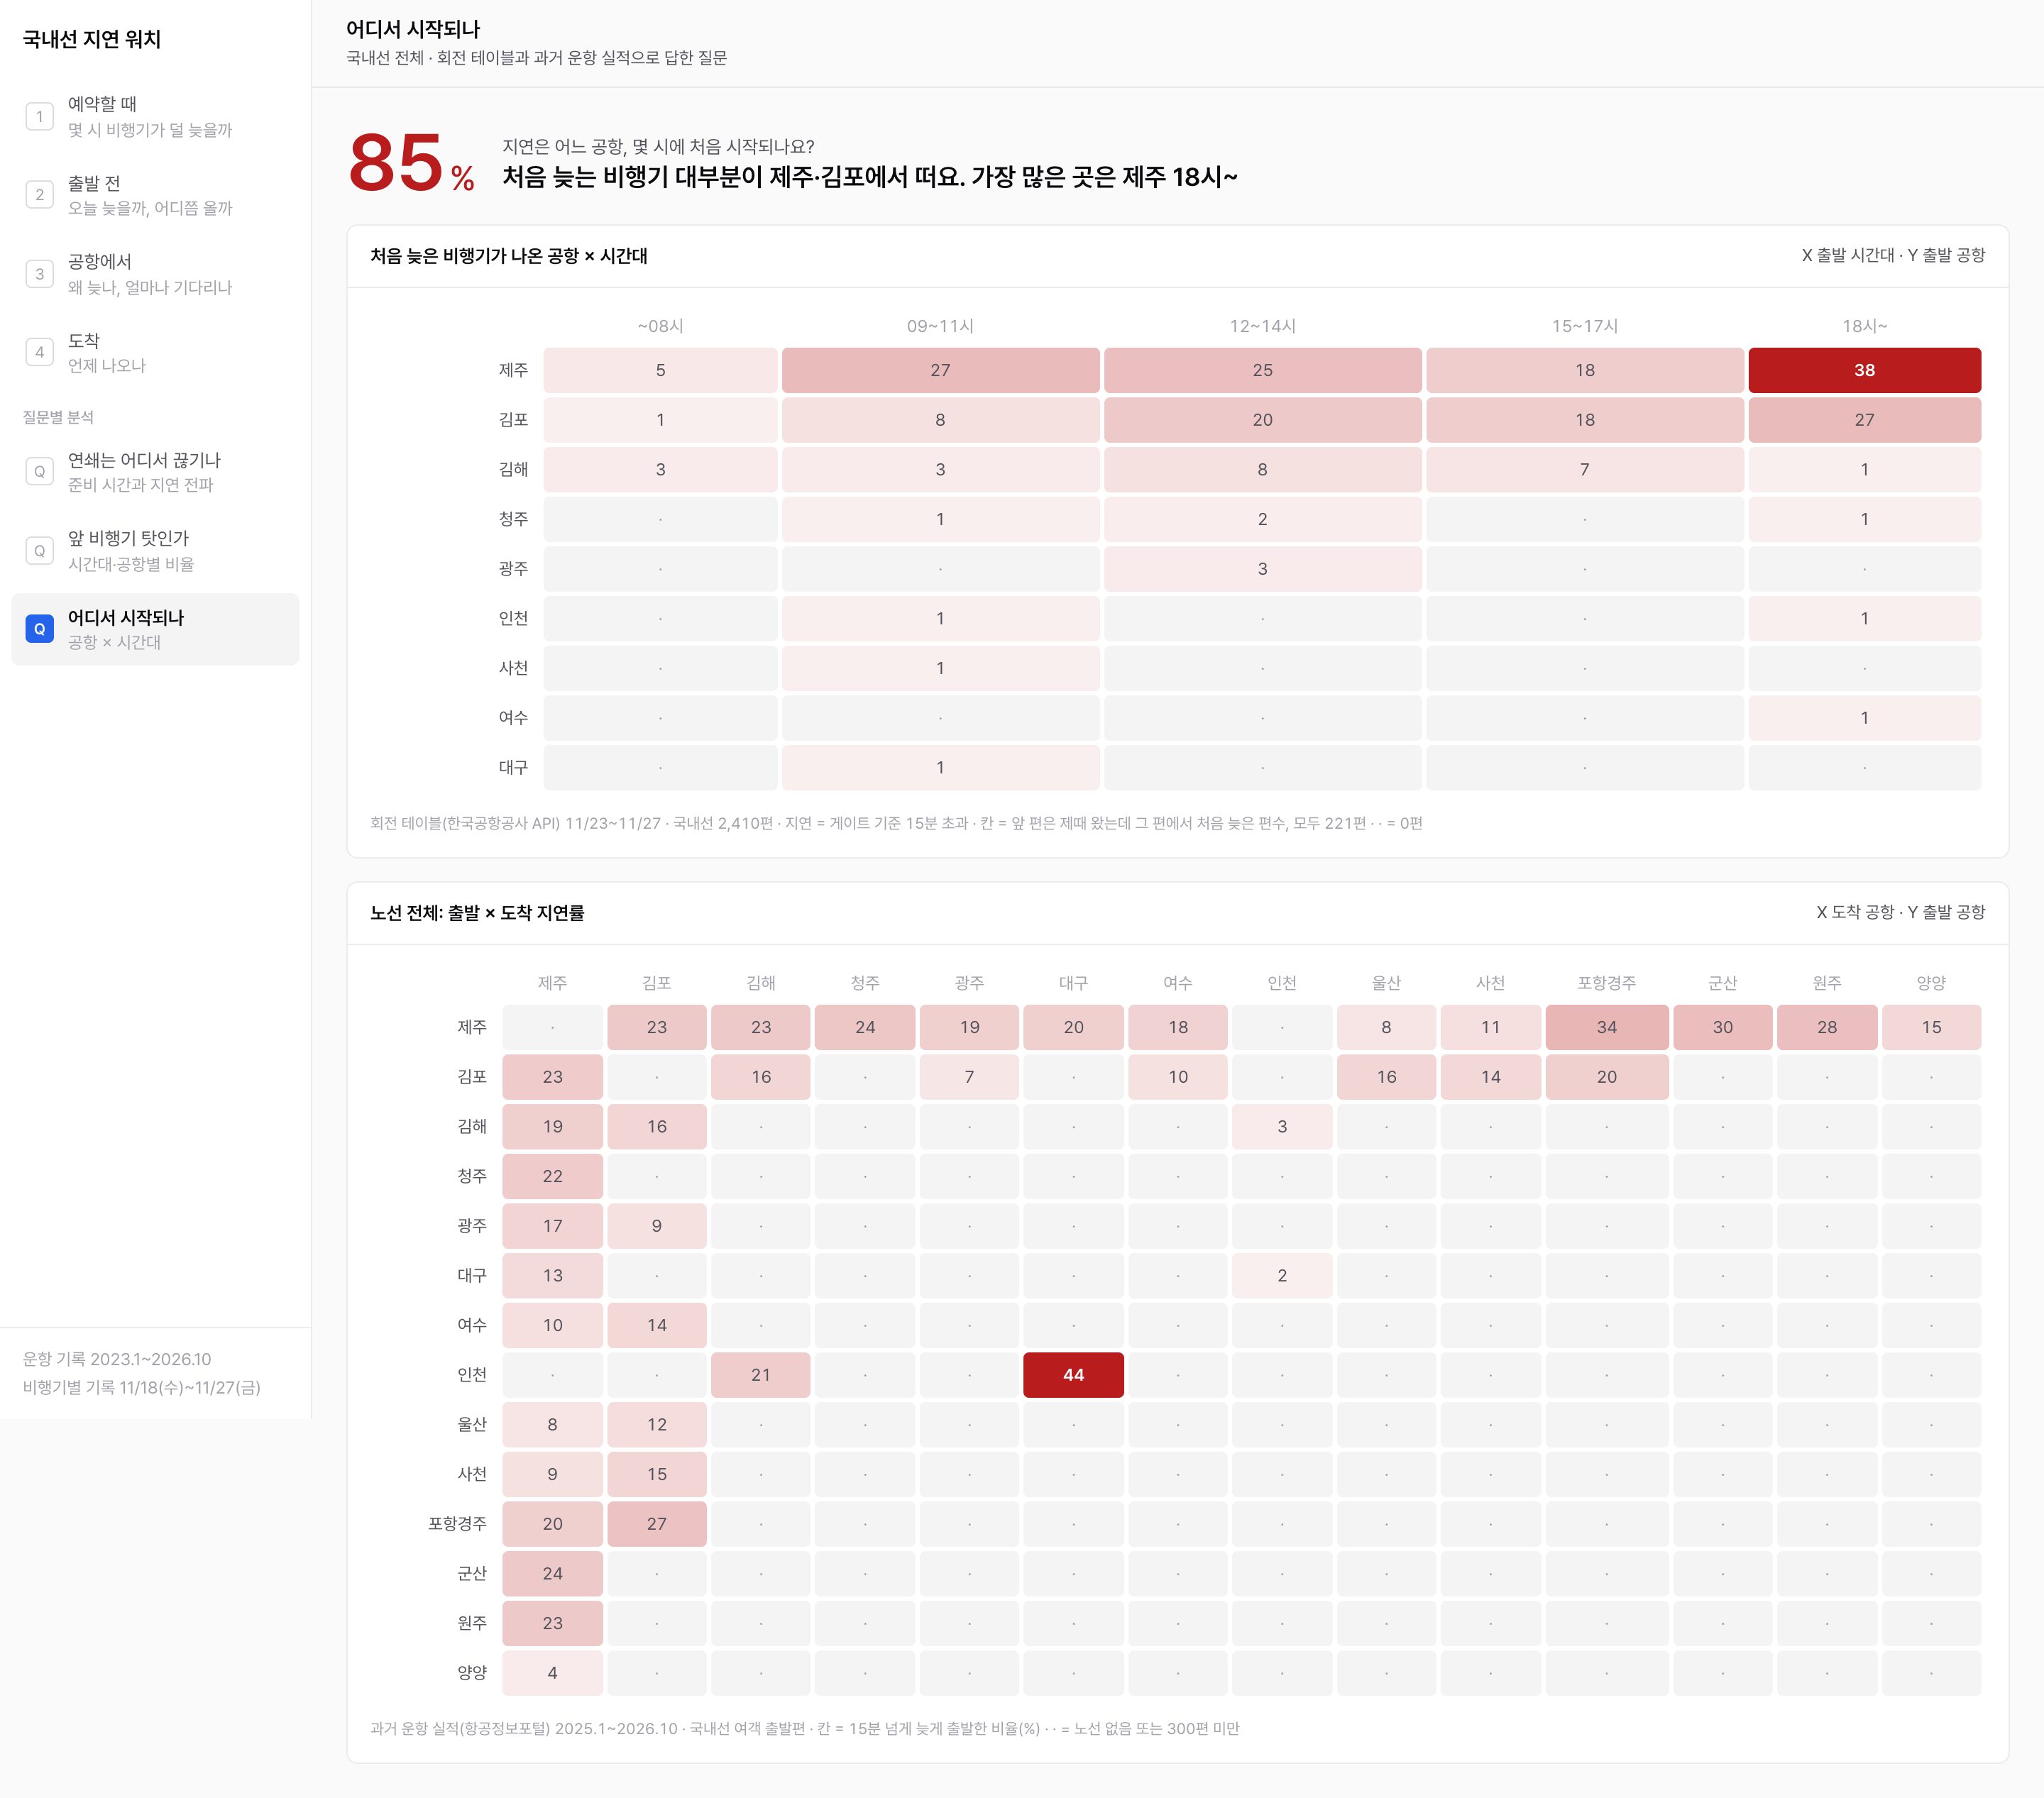 국내선 지연 워치
1
예약할 때
몇 시 비행기가 덜 늦을까
2
출발 전
오늘 늦을까, 어디쯤 올까
3
공항에서
왜 늦나, 얼마나 기다리나
4
도착
언제 나오나
질문별 분석
Q
연쇄는 어디서 끊기나
준비 시간과 지연 전파
Q
앞 비행기 탓인가
시간대·공항별 비율
Q
어디서 시작되나
공항 × 시간대
운항 기록 2023.1~2026.10
비행기별 기록 11/18(수)~11/27(금)
어디서 시작되나
국내선 전체 · 회전 테이블과 과거 운항 실적으로 답한 질문
85 %
지연은 어느 공항, 몇 시에 처음 시작되나요?
처음 늦는 비행기 대부분이 제주·김포에서 떠요. 가장 많은 곳은 제주 18시~
처음 늦은 비행기가 나온 공항 × 시간대
X 출발 시간대 · Y 출발 공항
~08시 09~11시 12~14시 15~17시 18시~
제주 5 27 25 18 38
김포 1 8 20 18 27
김해 3 3 8 7 1
청주 · 1 2 · 1
광주 · · 3 · ·
인천 · 1 · · 1
사천 · 1 · · ·
여수 · · · · 1
대구 · 1 · · ·
회전 테이블(한국공항공사 API) 11/23~11/27 · 국내선 2,410편 · 지연 = 게이트 기준 15분 초과 · 칸 = 앞 편은 제때 왔는데 그 편에서 처음 늦은 편수, 모두 221편 · · = 0편
노선 전체: 출발 × 도착 지연률
X 도착 공항 · Y 출발 공항
제주 김포 김해 청주 광주 대구 여수 인천 울산 사천 포항경주 군산 원주 양양
제주 · 23 23 24 19 20 18 · 8 11 34 30 28 15
김포 23 · 16 · 7 · 10 · 16 14 20 · · ·
김해 19 16 · · · · · 3 · · · · · ·
청주 22 · · · · · · · · · · · · ·
광주 17 9 · · · · · · · · · · · ·
대구 13 · · · · · · 2 · · · · · ·
여수 10 14 · · · · · · · · · · · ·
인천 · · 21 · · 44 · · · · · · · ·
울산 8 12 · · · · · · · · · · · ·
사천 9 15 · · · · · · · · · · · ·
포항경주 20 27 · · · · · · · · · · · ·
군산 24 · · · · · · · · · · · · ·
원주 23 · · · · · · · · · · · · ·
양양 4 · · · · · · · · · · · · ·
과거 운항 실적(항공정보포털) 2025.1~2026.10 · 국내선 여객 출발편 · 칸 = 15분 넘게 늦게 출발한 비율(%) · · = 노선 없음 또는 300편 미만